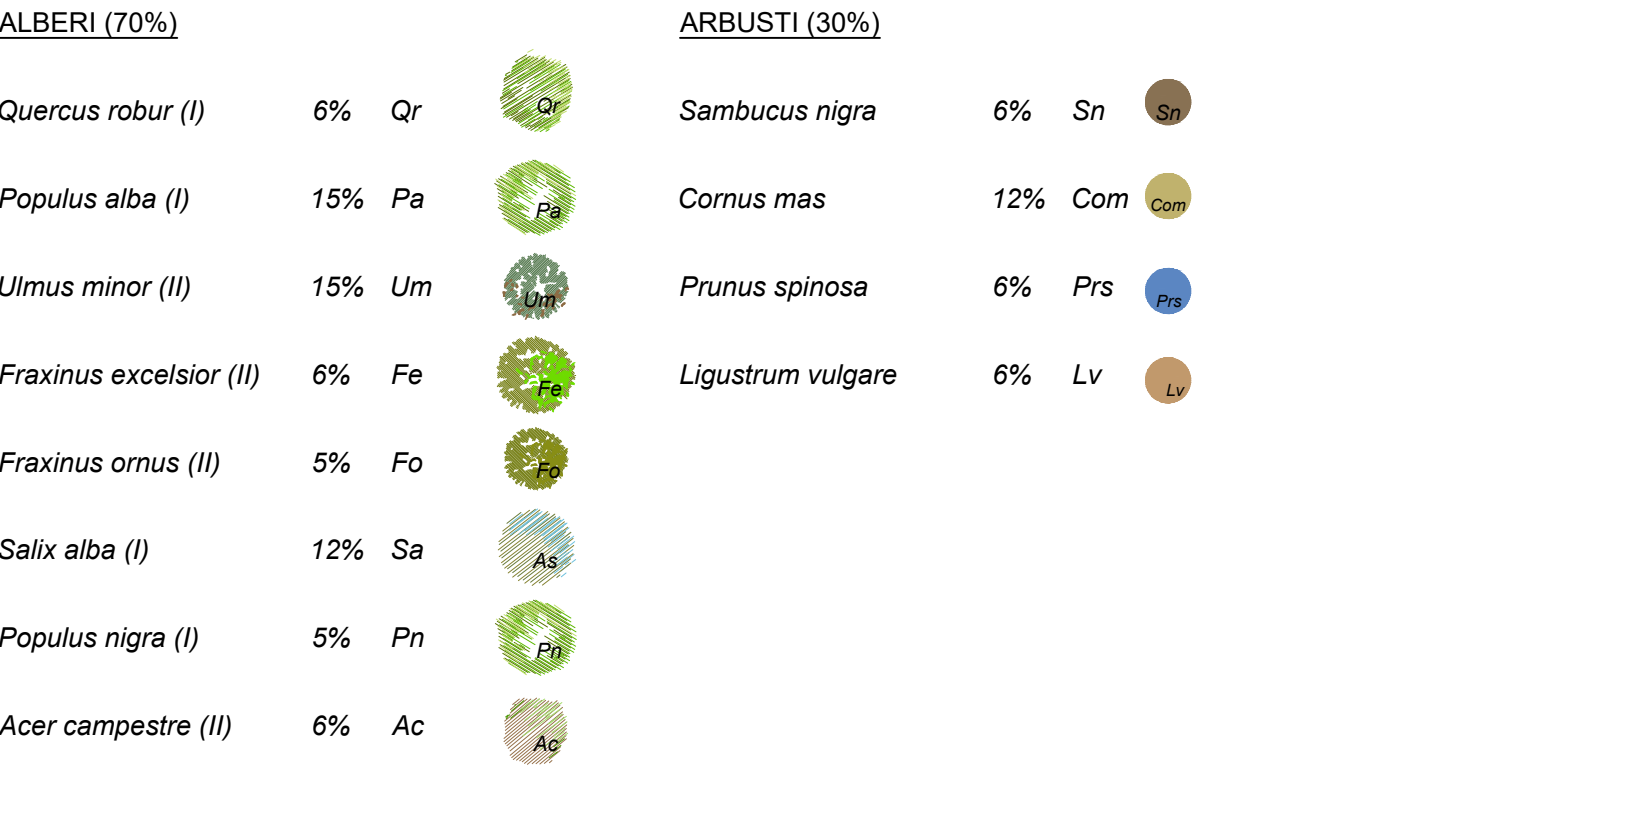 ALBERI (70%)
Quercus robur (I) 6% Qr Qr
Populus alba (I) 15% Pa Pa
Ulmus minor (II) 15% Um Um
Fraxinus excelsior (II) 6% Fe Fe
Fraxinus ornus (II) 5% Fo Fo
Salix alba (I) 12% Sa As
Populus nigra (I) 5% Pn Pn
Acer campestre (II) 6% Ac Ac
ARBUSTI (30%)
Sambucus nigra 6% Sn Sn
Cornus mas 12% Com Com
Prunus spinosa 6% Prs Prs
Ligustrum vulgare 6% Lv Lv